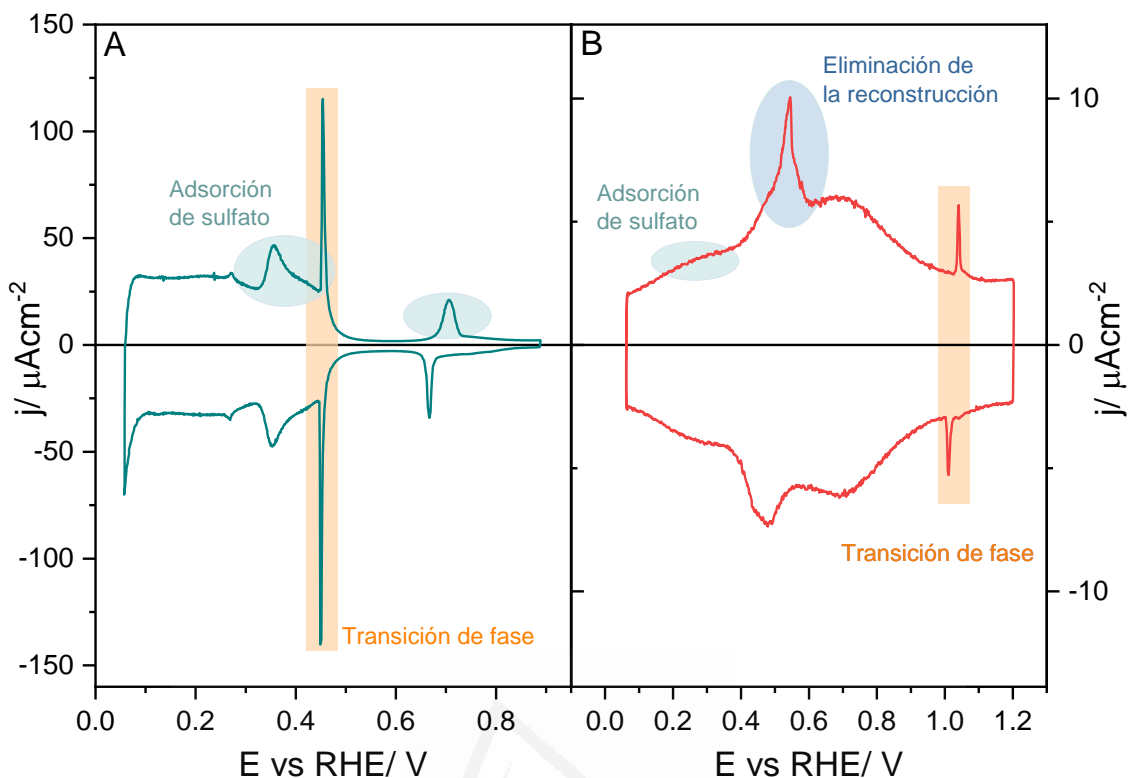 A
150
100
50
0
-50
-100
-150
j/ μAcm-2
0.0 0.2 0.4 0.6 0.8
E vs RHE/ V
Adsorción
de sulfato
Transición de fase
B
Eliminación de
la reconstrucción
Adsorción
de sulfato
Transición de fase
10
0
-10
j/ μAcm-2
0.0 0.2 0.4 0.6 0.8 1.0 1.2
E vs RHE/ V